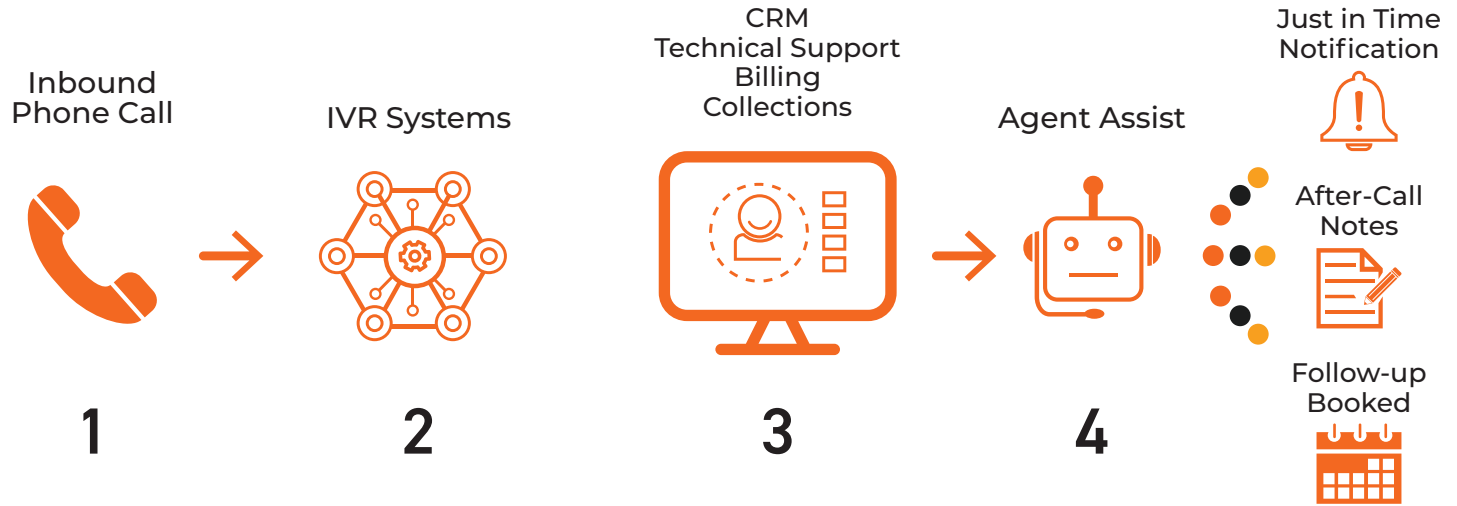 Inbound
Phone Call
IVR Systems
CRM
Technical Support
Billing
Collections
Agent Assist
Just in Time
Notification
After-Call
Notes
Follow-up
Booked
1
2
3
4